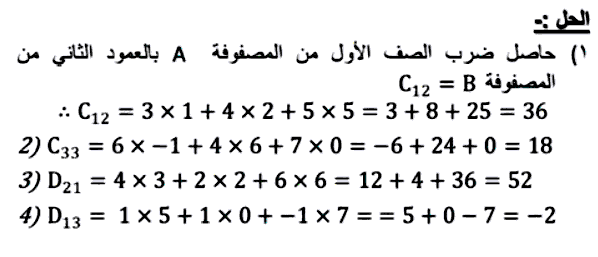 الحل :-
١) حاصل ضرب الصف الأول من المصفوفة A بالعمود الثاني من
المصفوفة C₁₂ = B
∴ C₁₂ = 3 × 1 + 4 × 2 + 5 × 5 = 3 + 8 + 25 = 36
2) C₃₃ = 6 × −1 + 4 × 6 + 7 × 0 = −6 + 24 + 0 = 18
3) D₂₁ = 4 × 3 + 2 × 2 + 6 × 6 = 12 + 4 + 36 = 52
4) D₁₃ = 1 × 5 + 1 × 0 + −1 × 7 = = 5 + 0 − 7 = −2